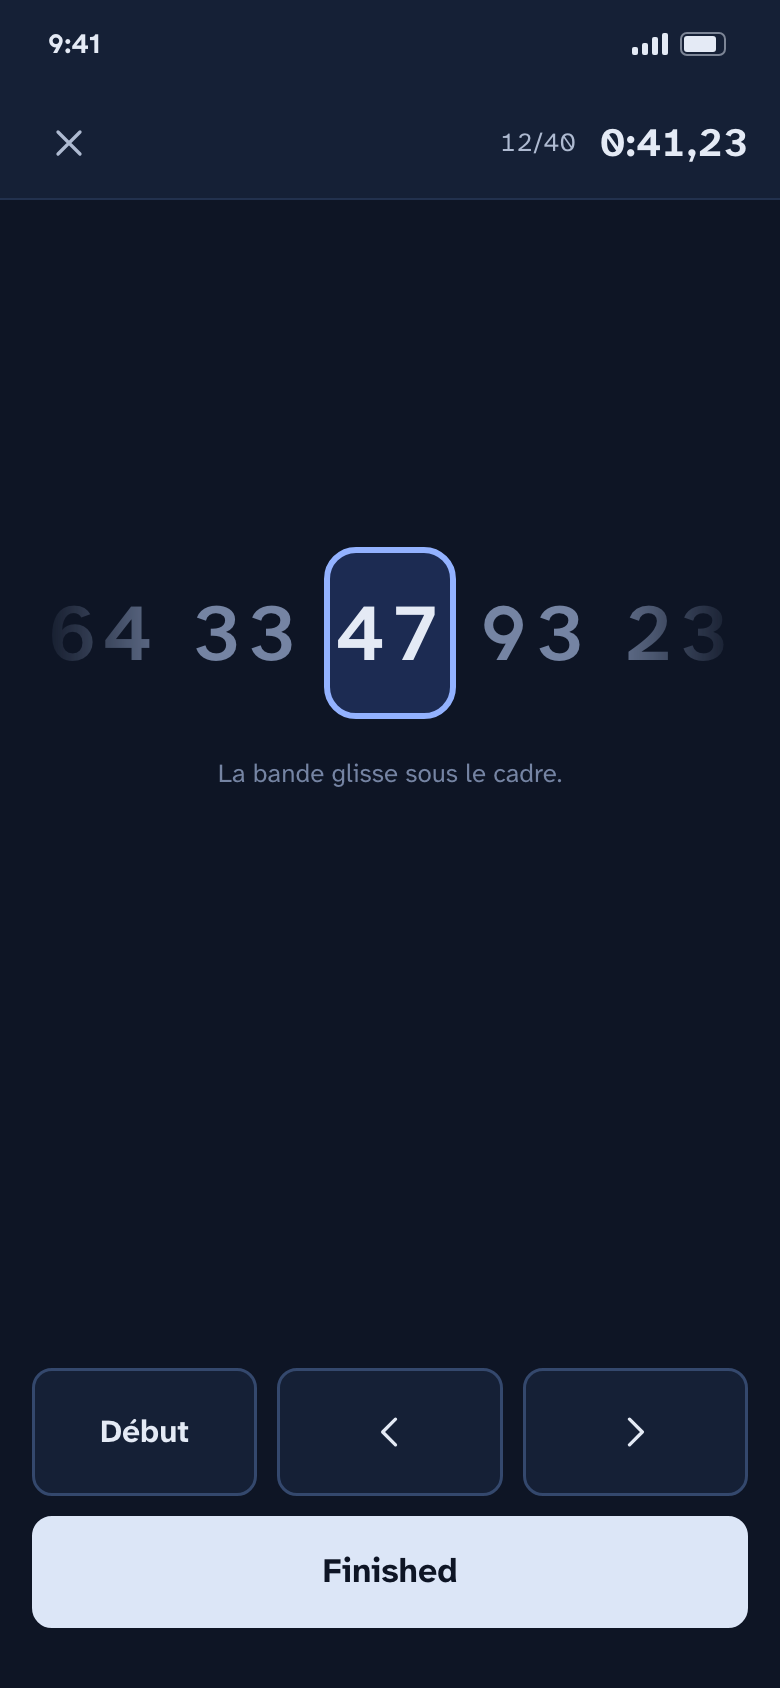 9:41
12/40 0:41,23
64 33 47 93 23
La bande glisse sous le cadre.
Début
Finished